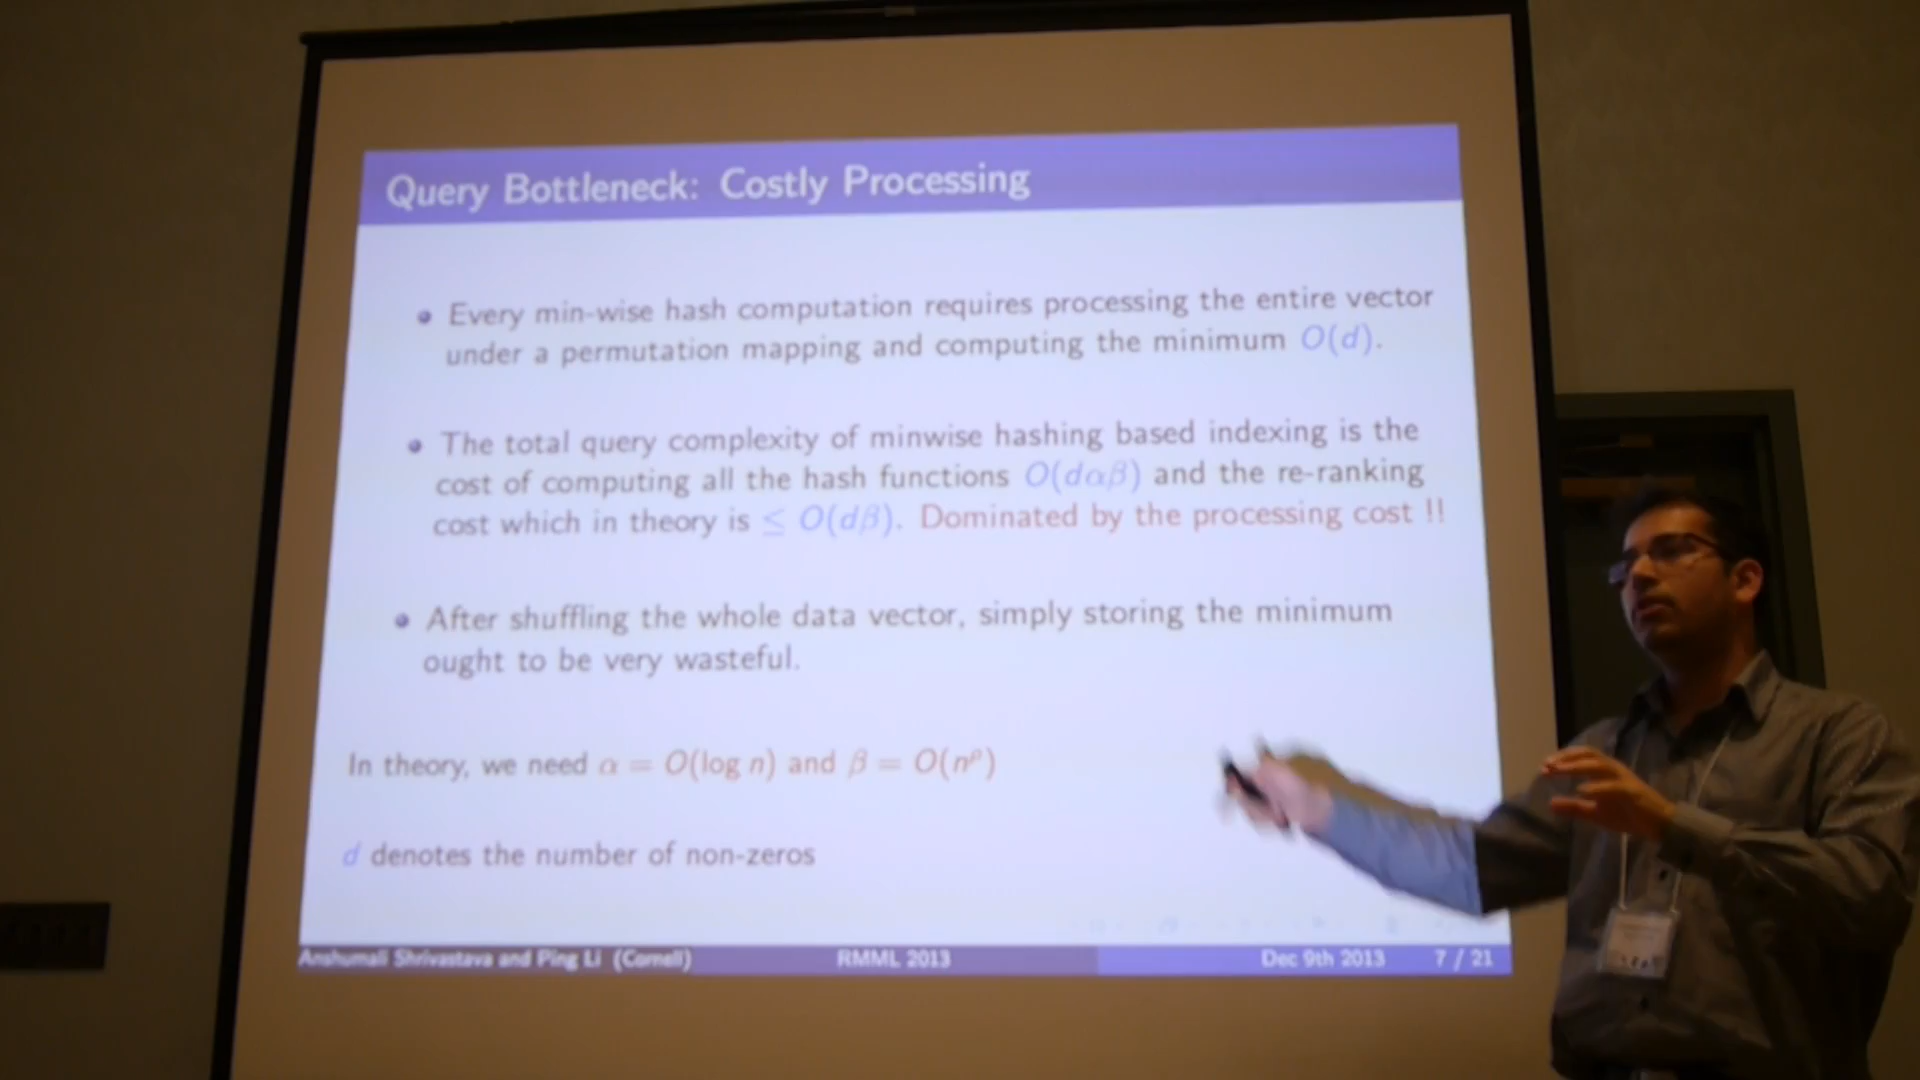 Query Bottleneck: Costly Processing
Every min-wise hash computation requires processing the entire vector
under a permutation mapping and computing the minimum O(d).
The total query complexity of minwise hashing based indexing is the
cost of computing all the hash functions O(dαβ) and the re-ranking
cost which in theory is ≤ O(dβ). Dominated by the processing cost !!
After shuffling the whole data vector, simply storing the minimum
ought to be very wasteful.
In theory, we need α = O(log n) and β = O(nᵖ)
d denotes the number of non-zeros
Anshumali Shrivastava and Ping Li (Cornell) RMML 2013 Dec 9th 2013 7 / 21